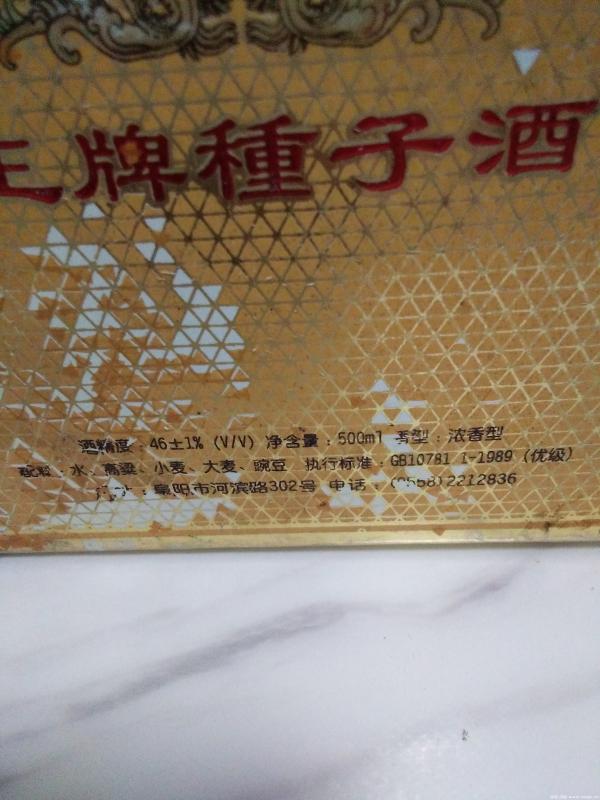 王牌種子酒
酒精度：46±1% (V/V) 净含量：500ml 香型：浓香型
配料：水、高粱、小麦、大麦、豌豆 执行标准：GB10781 1-1989 (优级)
阜阳市河滨路302号 电话：(0558)2212836